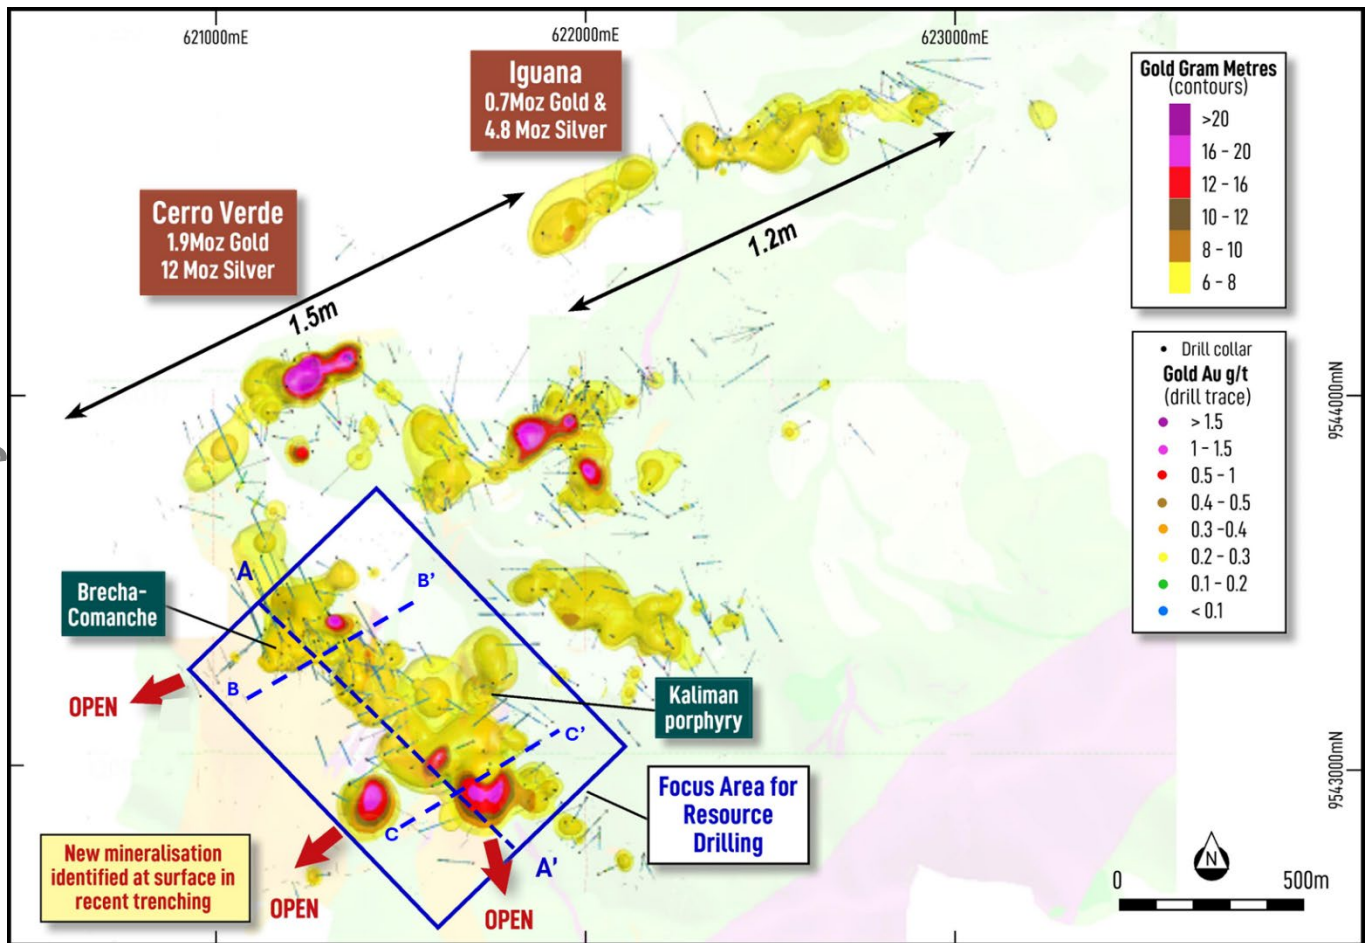 621000mE
622000mE
623000mE
Iguana
0.7Moz Gold &
4.8 Moz Silver
Cerro Verde
1.9Moz Gold
12 Moz Silver
1.5m
1.2m
Gold Gram Metres
(contours)
>20
16 – 20
12 – 16
10 – 12
8 – 10
6 – 8
Drill collar
Gold Au g/t
(drill trace)
> 1.5
1 – 1.5
0.5 – 1
0.4 – 0.5
0.3 –0.4
0.2 – 0.3
0.1 – 0.2
< 0.1
9544000mN
9543000mN
A
B'
Brecha-
Comanche
B
OPEN
Kaliman
porphyry
C'
C
A'
Focus Area for
Resource
Drilling
New mineralisation
identified at surface in
recent trenching
OPEN
OPEN
N
0
500m